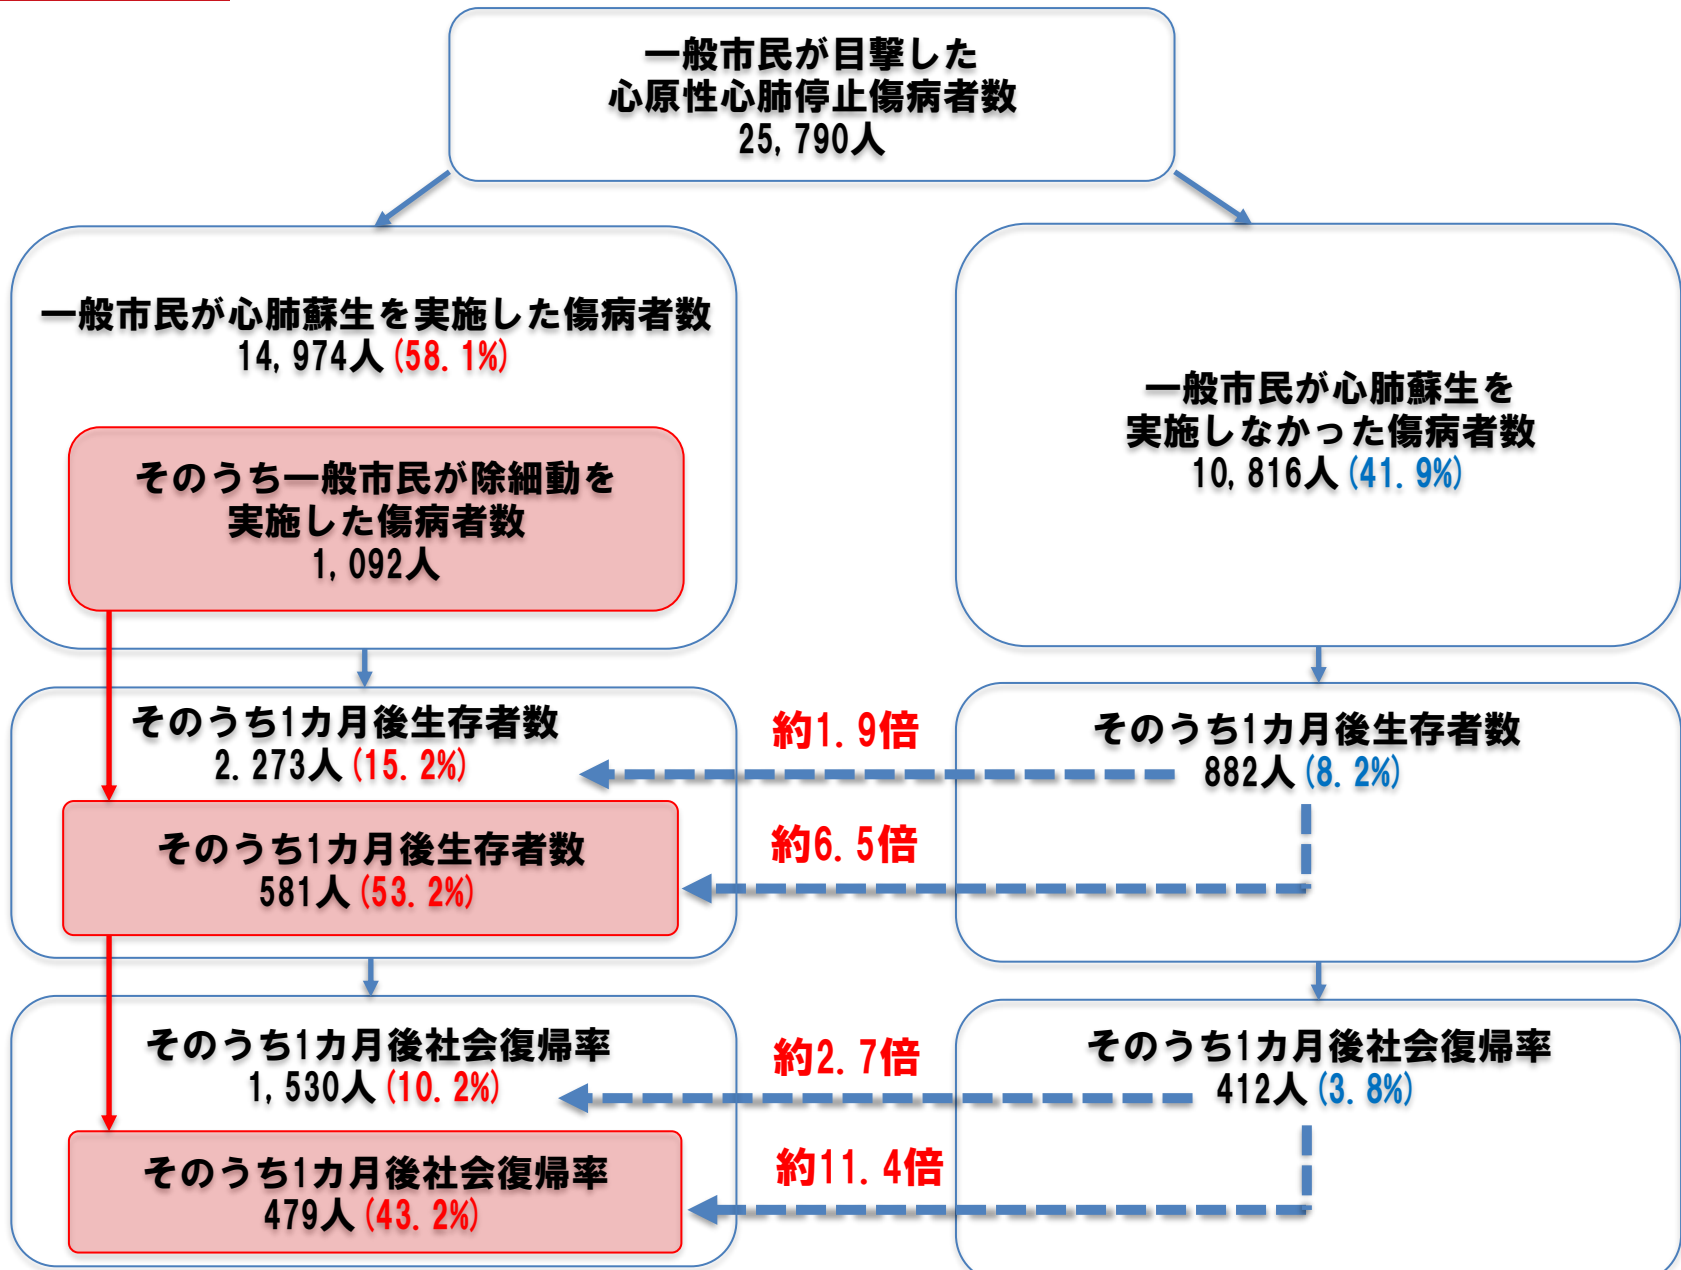 一般市民が目撃した
心原性心肺停止傷病者数
25,790人
一般市民が心肺蘇生を実施した傷病者数
14,974人(58.1%)
そのうち一般市民が除細動を
実施した傷病者数
1,092人
一般市民が心肺蘇生を
実施しなかった傷病者数
10,816人(41.9%)
そのうち1カ月後生存者数
2.273人(15.2%)
約1.9倍
そのうち1カ月後生存者数
882人(8.2%)
そのうち1カ月後生存者数
581人(53.2%)
約6.5倍
そのうち1カ月後社会復帰率
1,530人(10.2%)
約2.7倍
そのうち1カ月後社会復帰率
412人(3.8%)
そのうち1カ月後社会復帰率
479人(43.2%)
約11.4倍